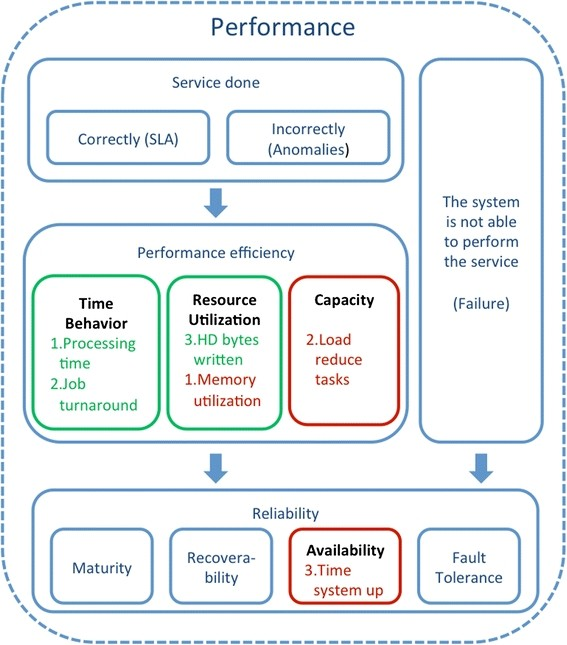 Performance
Service done
Correctly (SLA)
Incorrectly
(Anomalies)
The system
is not able
to perform
the service
(Failure)
Performance efficiency
Time
Behavior
1.Processing
time
2.Job
turnaround
Resource
Utilization
3.HD bytes
written
1.Memory
utilization
Capacity
2.Load
reduce
tasks
Reliability
Maturity
Recovera-
bility
Availability
3.Time
system up
Fault
Tolerance